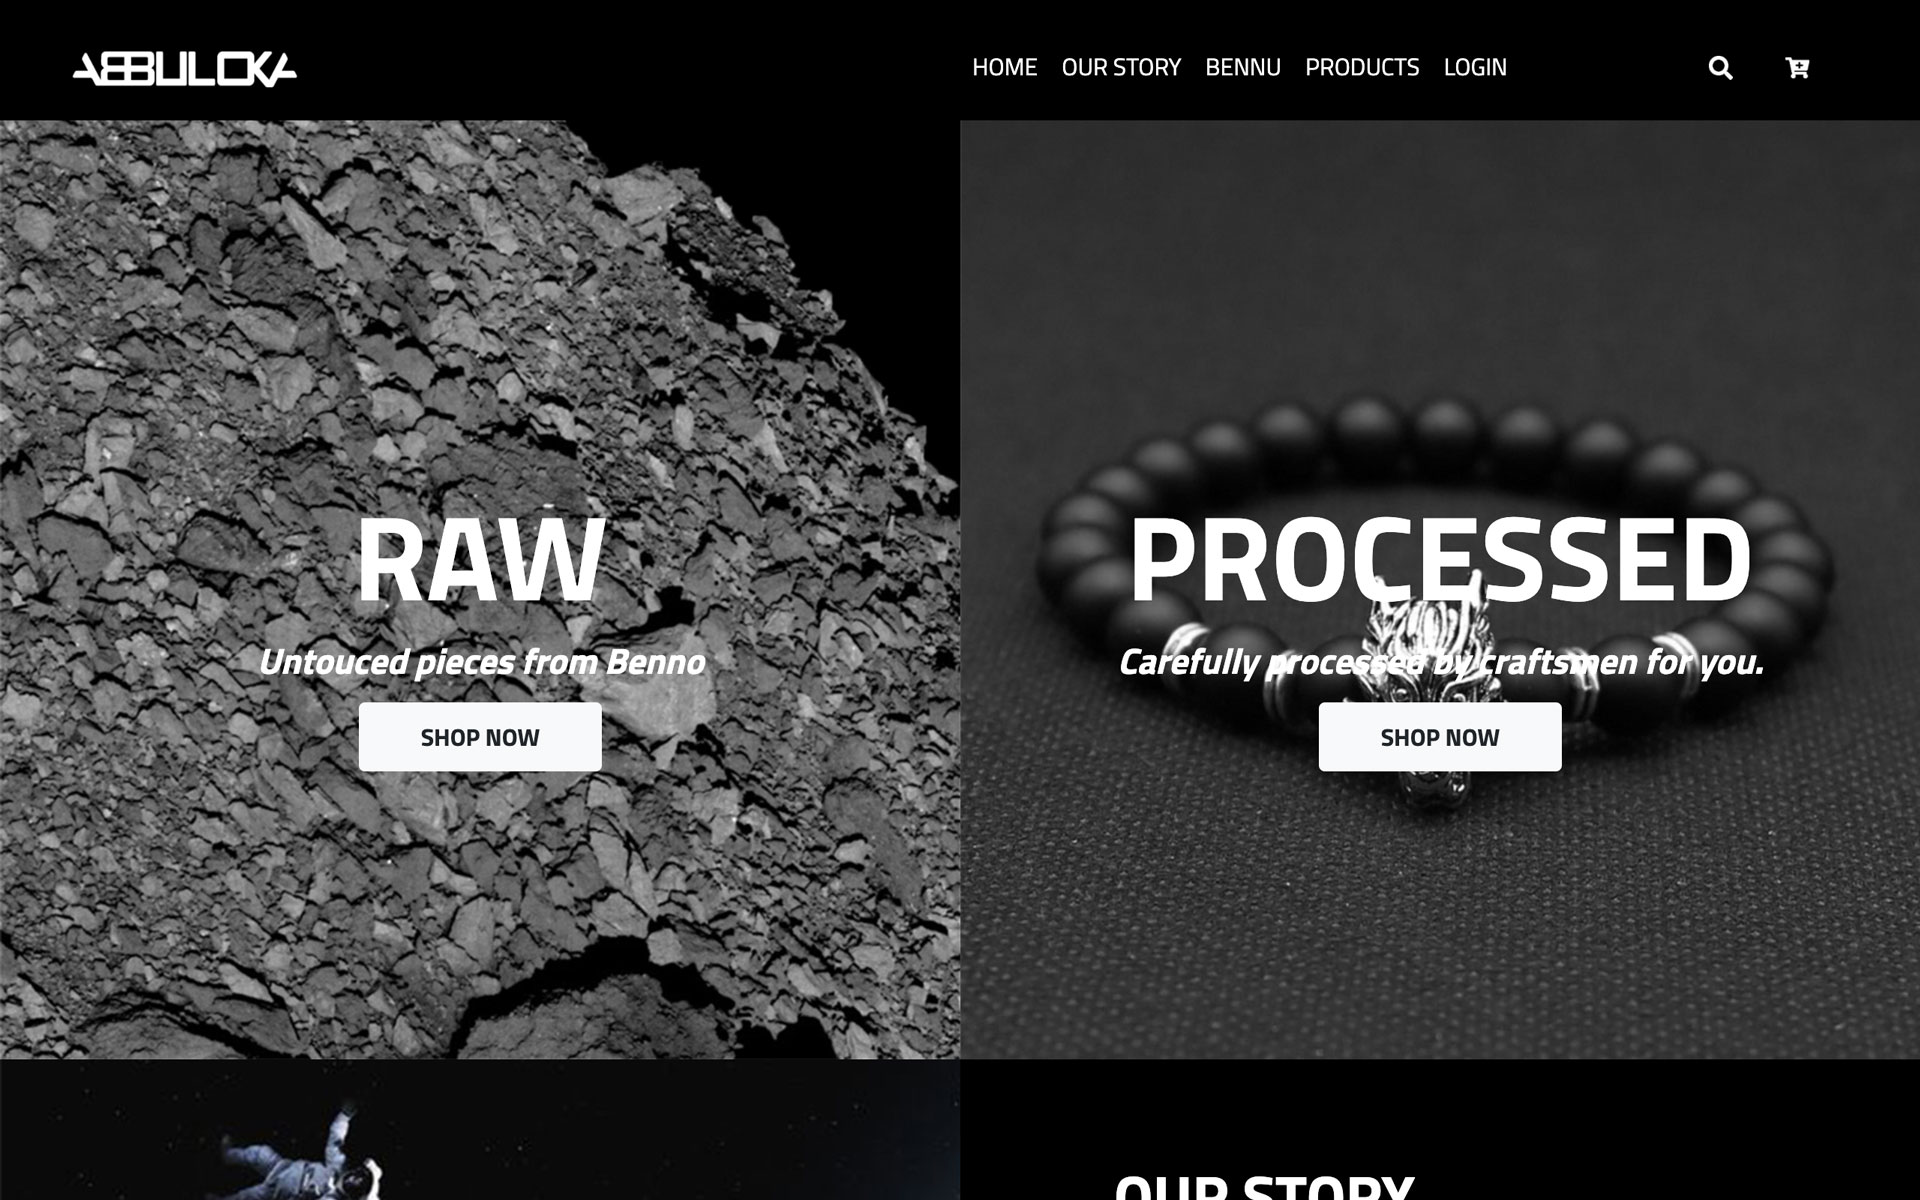 ABBULOKA
HOME OUR STORY BENNU PRODUCTS LOGIN
RAW
Untouced pieces from Benno
SHOP NOW
PROCESSED
Carefully processed by craftsmen for you.
SHOP NOW
OUR STORY